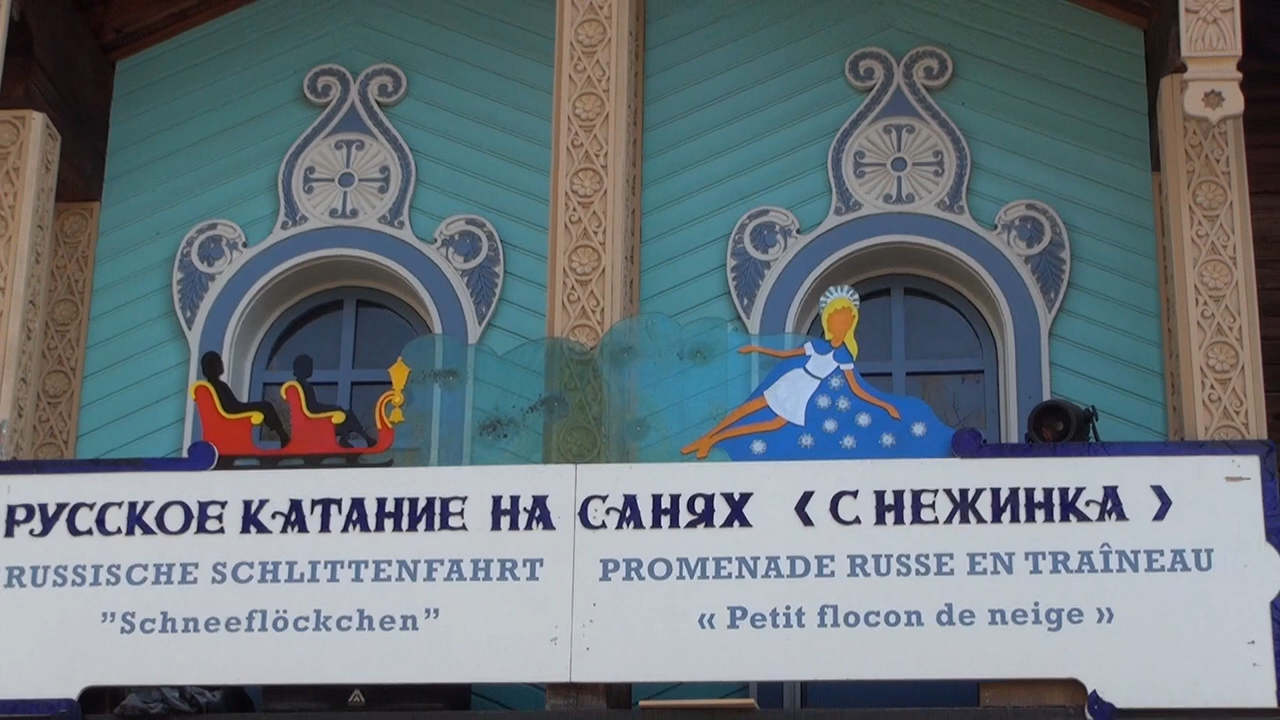 РУССКОЕ КАТАНИЕ НА САНЯХ ‹ СНЕЖИНКА ›
RUSSISCHE SCHLITTENFAHRT
”Schneeflöckchen”
PROMENADE RUSSE EN TRAÎNEAU
« Petit flocon de neige »